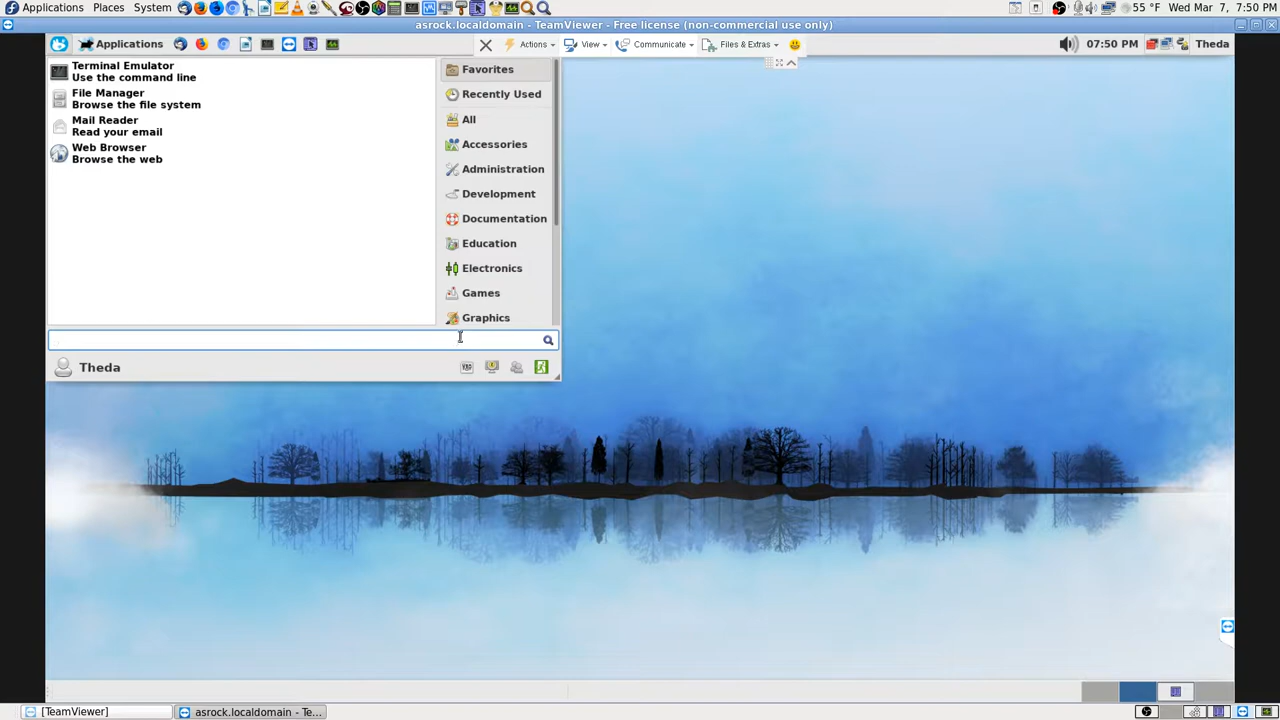 Applications Places System 55 °F Wed Mar 7, 7:50 PM
asrock.localdomain - TeamViewer - Free license (non-commercial use only)
Applications Actions View Communicate Files & Extras 07:50 PM Theda
Terminal Emulator
Use the command line
File Manager
Browse the file system
Mail Reader
Read your email
Web Browser
Browse the web
Favorites
Recently Used
All
Accessories
Administration
Development
Documentation
Education
Electronics
Games
Graphics
Theda
[TeamViewer] asrock.localdomain - Te...